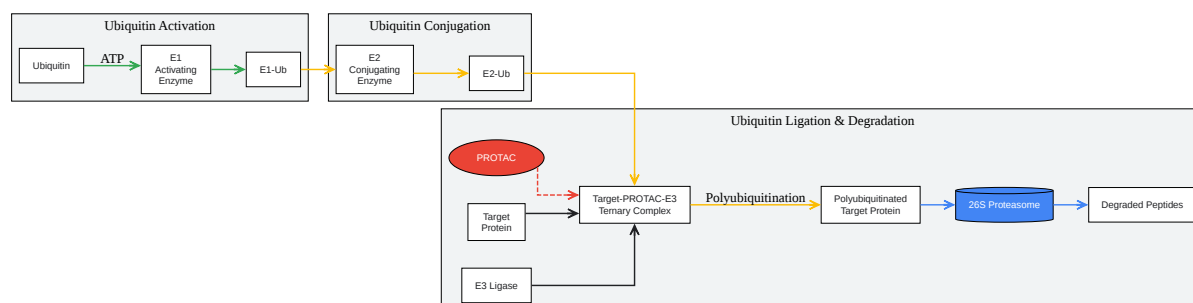 Ubiquitin Activation
Ubiquitin
ATP
E1
Activating
Enzyme
E1-Ub
Ubiquitin Conjugation
E2
Conjugating
Enzyme
E2-Ub
Ubiquitin Ligation & Degradation
PROTAC
Target
Protein
E3 Ligase
Target-PROTAC-E3
Ternary Complex
Polyubiquitination
Polyubiquitinated
Target Protein
26S Proteasome
Degraded Peptides